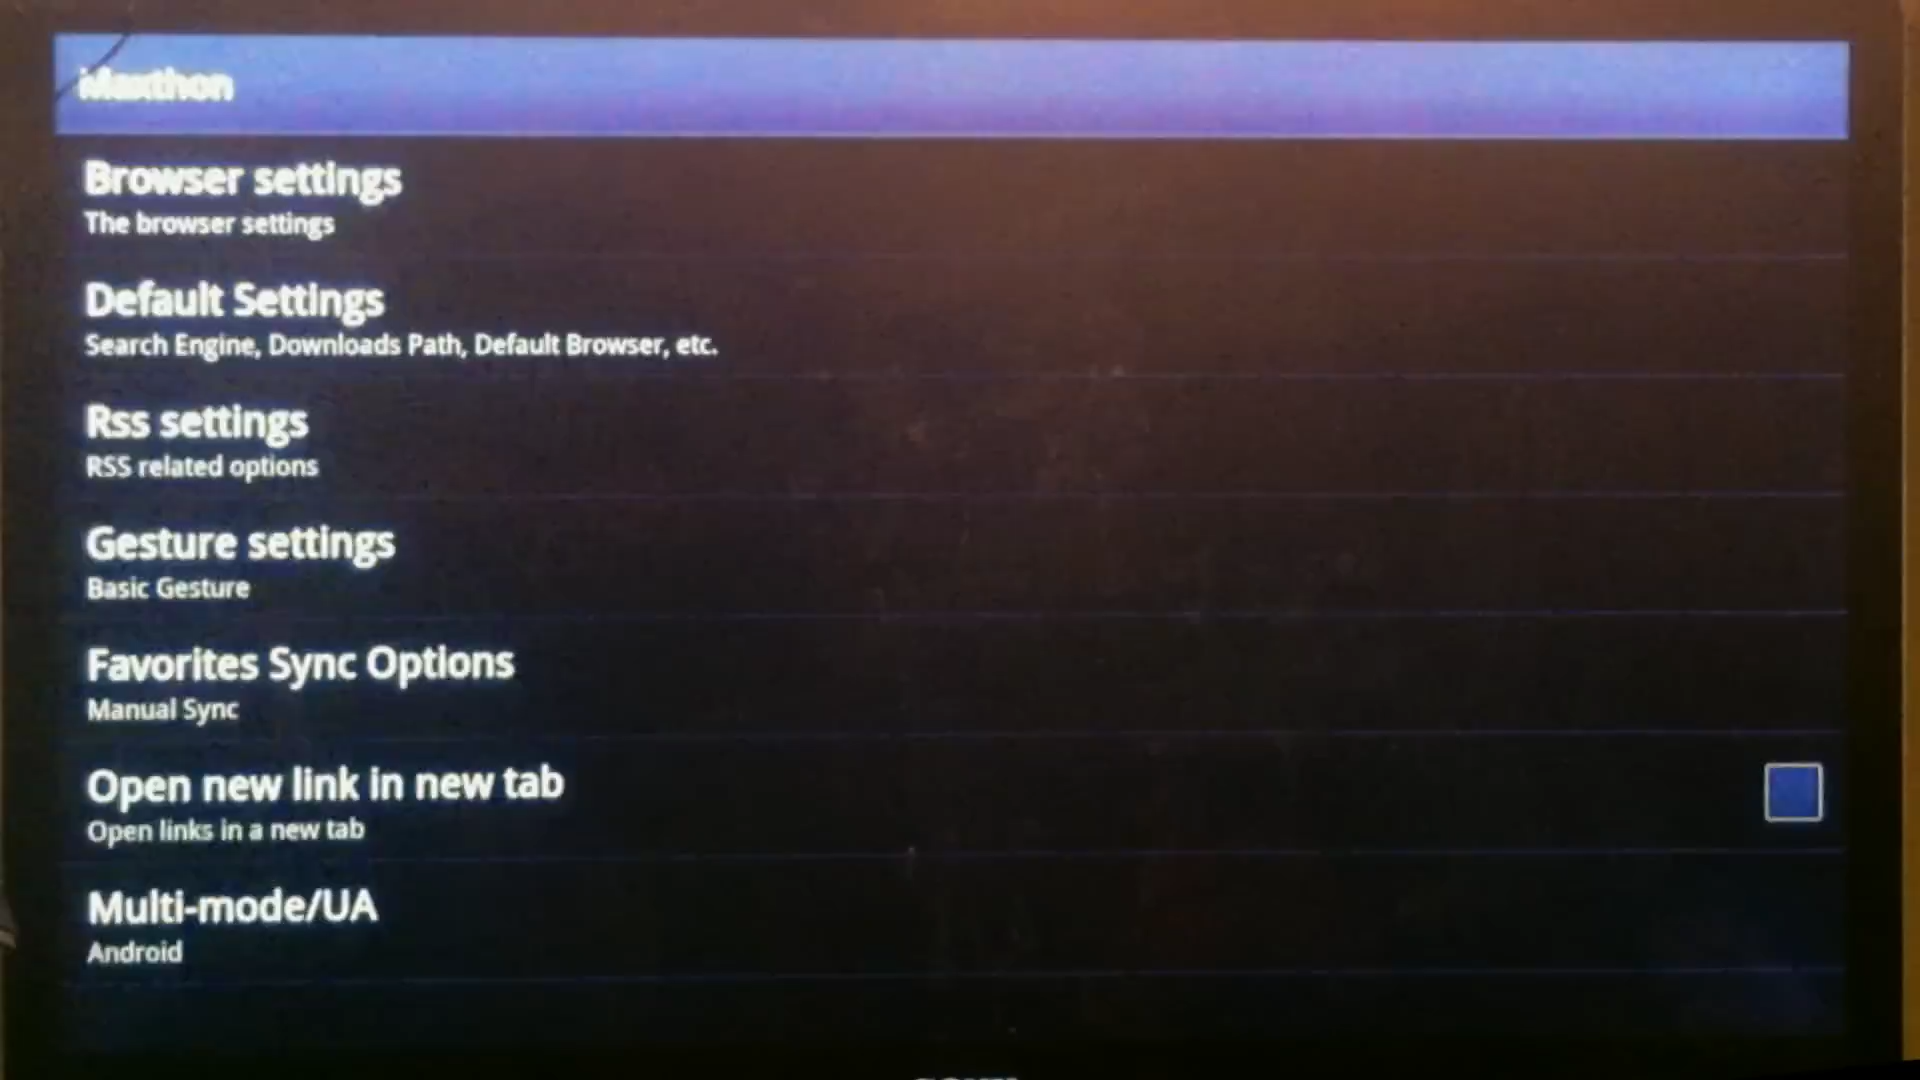 Maxthon
Browser settings
The browser settings
Default Settings
Search Engine, Downloads Path, Default Browser, etc.
Rss settings
RSS related options
Gesture settings
Basic Gesture
Favorites Sync Options
Manual Sync
Open new link in new tab
Open links in a new tab
Multi-mode/UA
Android